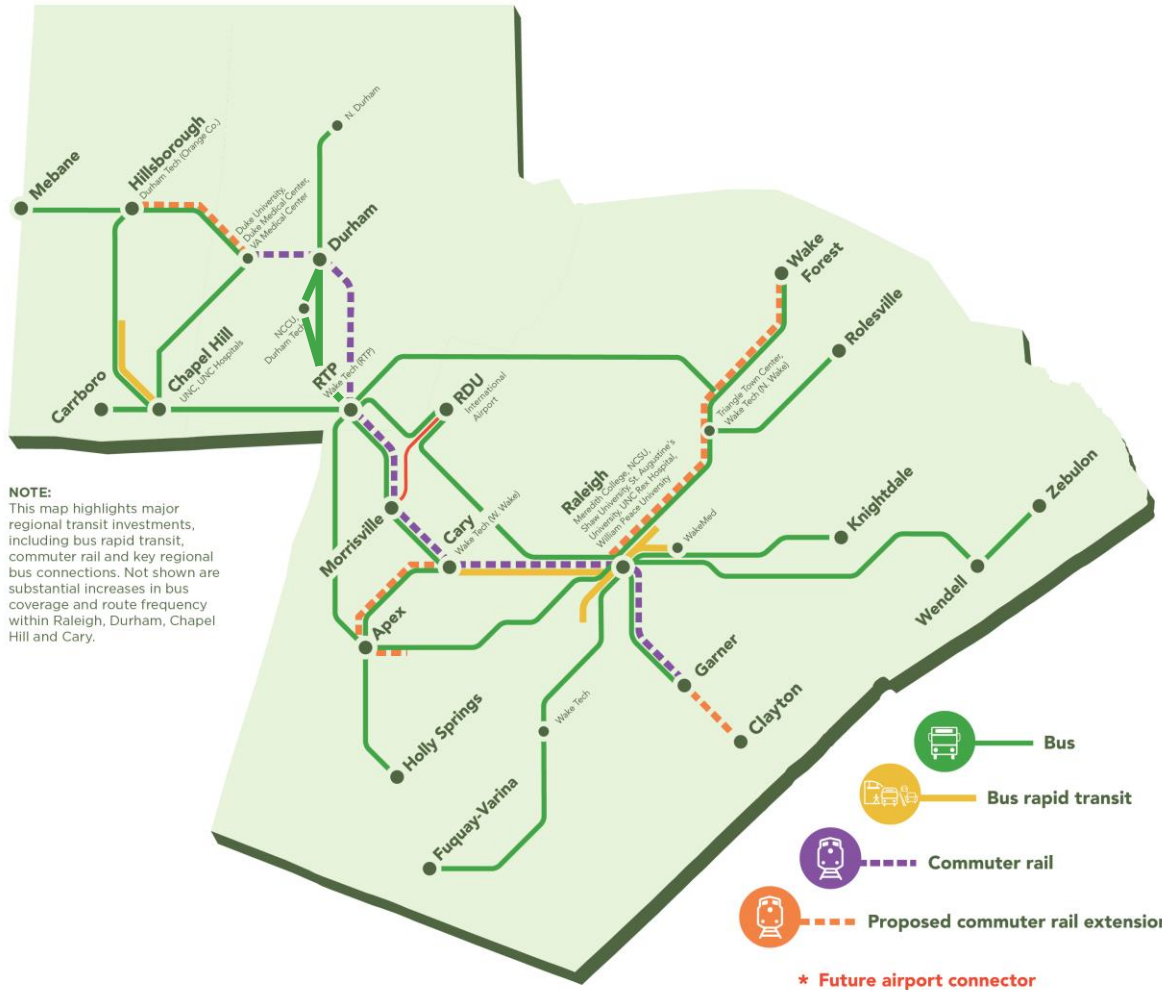 N. Durham
Mebane
Hillsborough
Durham Tech (Orange Co.)
Duke University,
Duke Medical Center,
VA Medical Center
Durham
NCCU,
Durham Tech
Wake
Forest
Rolesville
Carrboro
Chapel Hill
UNC, UNC Hospitals
RTP
Wake Tech (RTP)
RDU
International
Airport
Triangle Town Center,
Wake Tech (N. Wake)
NOTE:
This map highlights major
regional transit investments,
including bus rapid transit,
commuter rail and key regional
bus connections. Not shown are
substantial increases in bus
coverage and route frequency
within Raleigh, Durham, Chapel
Hill and Cary.
Morrisville
Cary
Wake Tech (W. Wake)
Raleigh
Meredith College, NCSU,
Shaw University, St. Augustine's
University, UNC Rex Hospital,
William Peace University
WakeMed
Knightdale
Zebulon
Wendell
Apex
Garner
Clayton
Holly Springs
Wake Tech
Fuquay-Varina
Bus
Bus rapid transit
Commuter rail
Proposed commuter rail extension
* Future airport connector